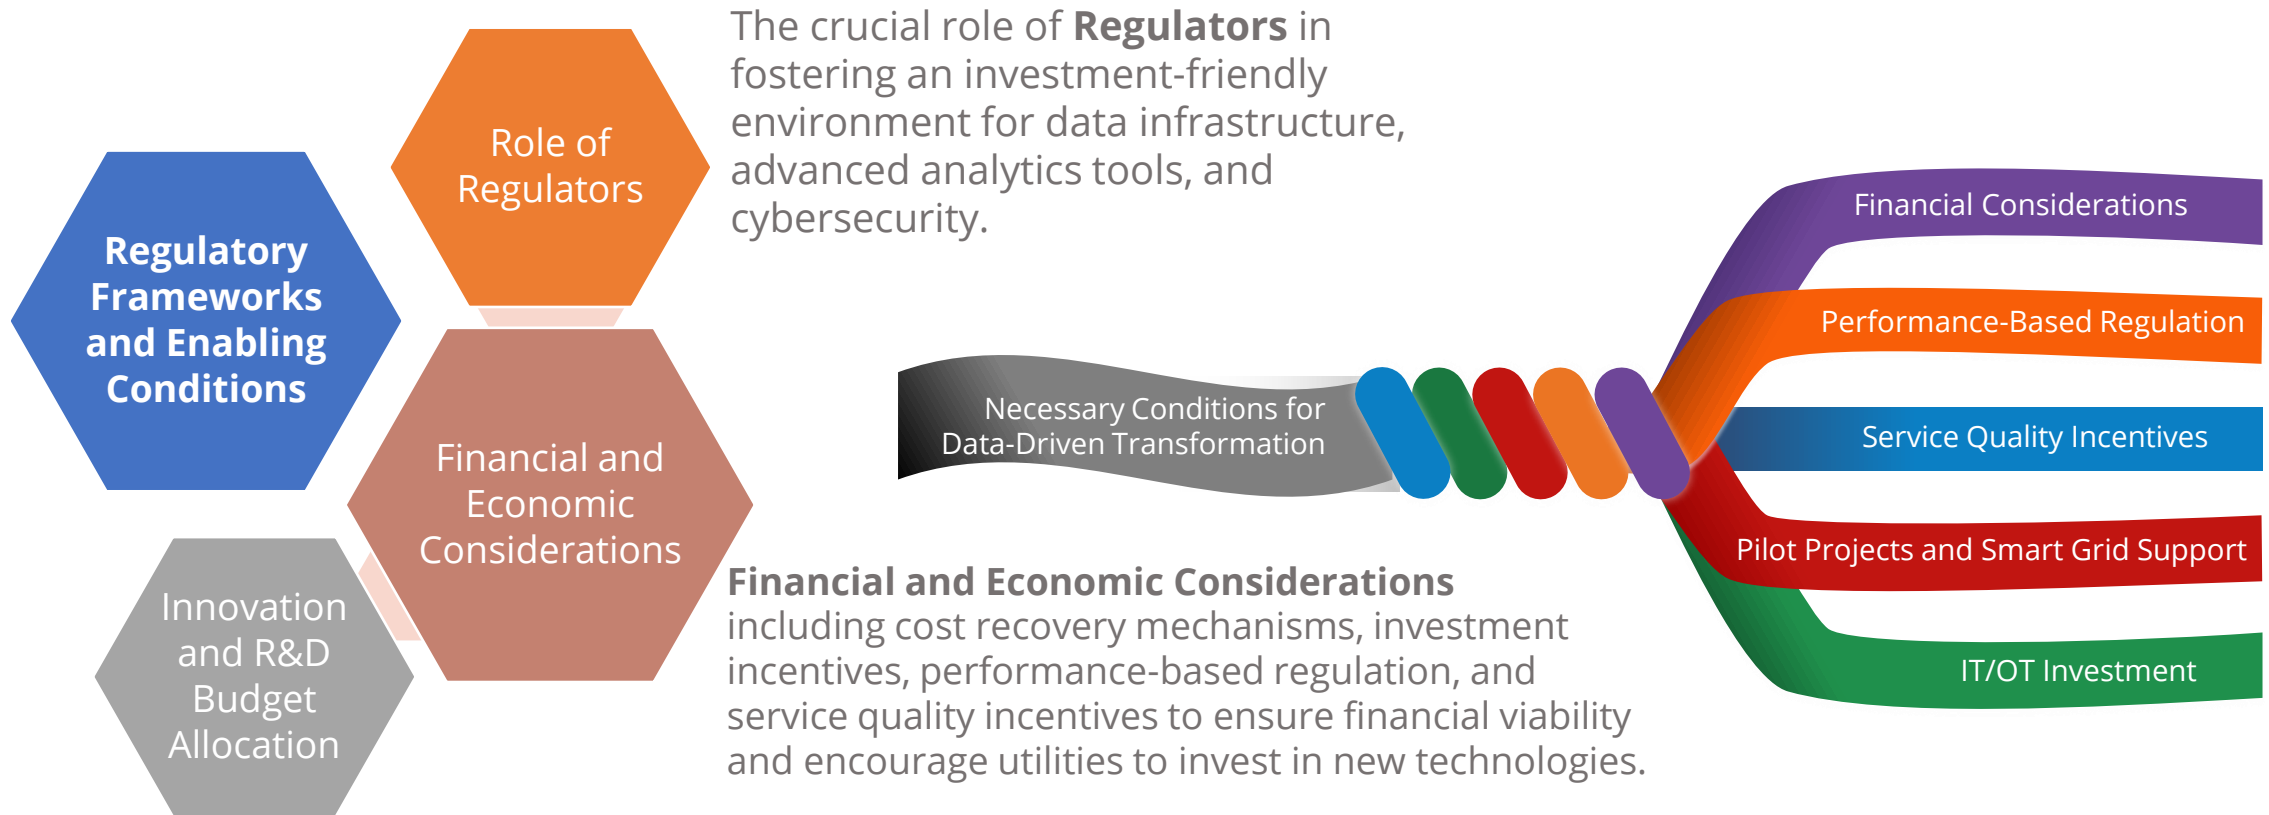 The crucial role of Regulators in
fostering an investment-friendly
environment for data infrastructure,
advanced analytics tools, and
cybersecurity.
Role of
Regulators
Regulatory
Frameworks
and Enabling
Conditions
Financial and
Economic
Considerations
Innovation
and R&D
Budget
Allocation
Necessary Conditions for
Data-Driven Transformation
Financial Considerations
Performance-Based Regulation
Service Quality Incentives
Pilot Projects and Smart Grid Support
IT/OT Investment
Financial and Economic Considerations
including cost recovery mechanisms, investment
incentives, performance-based regulation, and
service quality incentives to ensure financial viability
and encourage utilities to invest in new technologies.